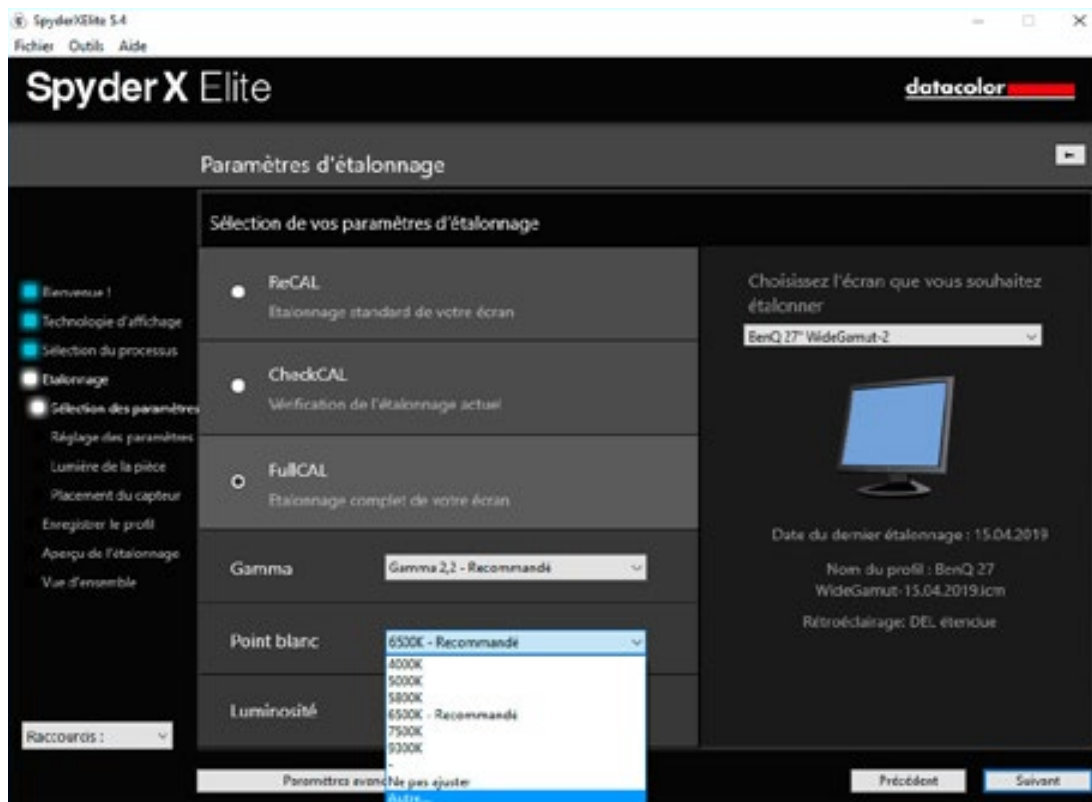 SpyderXElite 5.4
Fichier Outils Aide
Spyder X Elite
datacolor
Paramètres d'étalonnage
Sélection de vos paramètres d'étalonnage
Bienvenue !
Technologie d'affichage
Sélection du processus
Etalonnage
Sélection des paramètres
Réglage des paramètres
Lumière de la pièce
Placement du capteur
Enregistrer le profil
Aperçu de l'étalonnage
Vue d'ensemble
Raccourcis :
ReCAL
Etalonnage standard de votre écran
CheckCAL
Vérification de l'étalonnage actuel
FullCAL
Etalonnage complet de votre écran
Gamma
Gamma 2,2 - Recommandé
Point blanc
6500K - Recommandé
4000K
5000K
5800K
6500K - Recommandé
7500K
9300K
-
Ne pas ajuster
Autre...
Luminosité
Paramètres avan
Choisissez l'écran que vous souhaitez
étalonner
BenQ 27" WideGamut-2
Date du dernier étalonnage : 15.04.2019
Nom du profil : BenQ 27
WideGamut-15.04.2019.icm
Rétroéclairage: DEL étendue
Précédent
Suivant